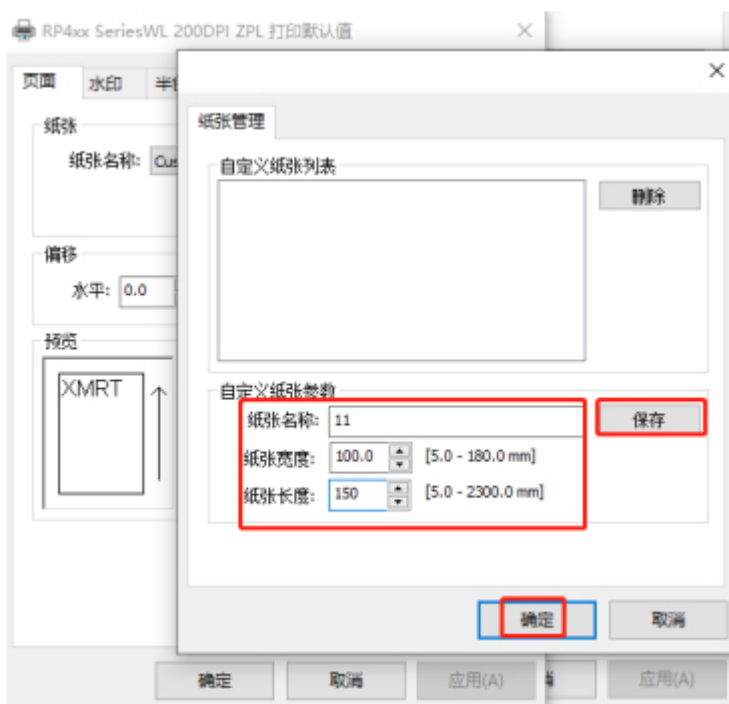 RP4xx SeriesWL 200DPI ZPL 打印默认值
页面 水印
纸张
纸张名称: Cus
偏移
水平: 0.0
预览
XMRT
确定 取消 应用(A)
应用(A)
纸张管理
自定义纸张列表
删除
自定义纸张参数
纸张名称: 11
保存
纸张宽度: 100.0 [5.0 - 180.0 mm]
纸张长度: 150 [5.0 - 2300.0 mm]
确定 取消